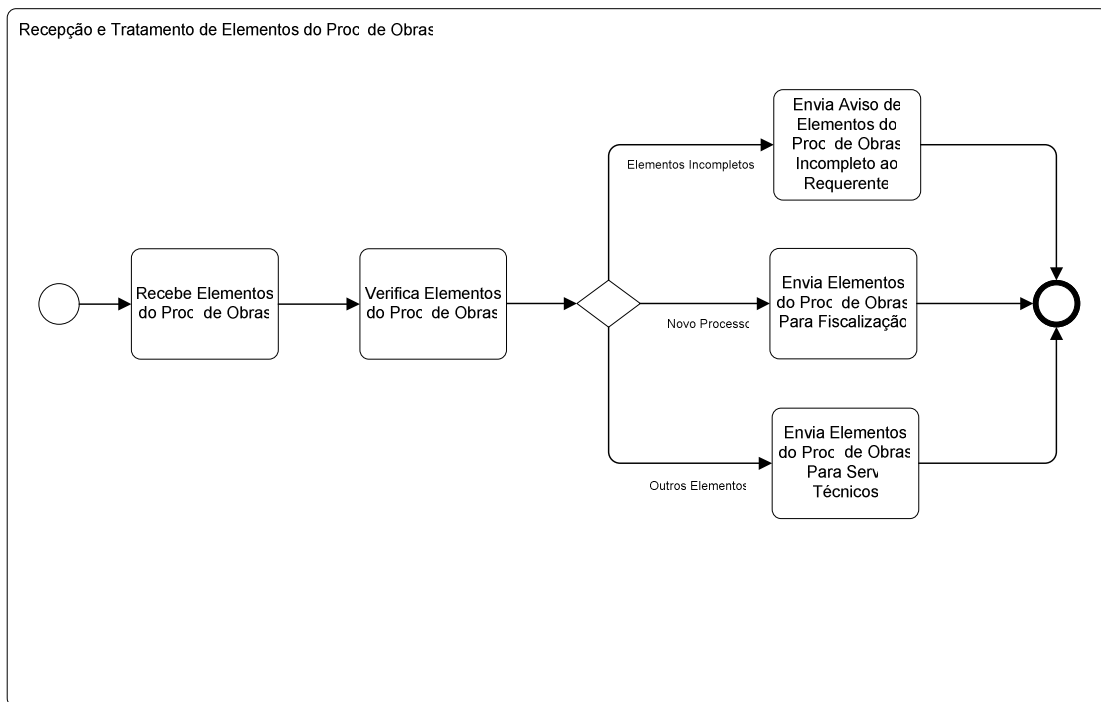 Recepção e Tratamento de Elementos do Proc de Obras
Envia Aviso de
Elementos do
Proc de Obras
Incompleto ao
Requerente
Elementos Incompletos
Recebe Elementos
do Proc de Obras
Verifica Elementos
do Proc de Obras
Envia Elementos
do Proc de Obras
Para Fiscalização
Novo Processo
Envia Elementos
do Proc de Obras
Para Serv
Técnicos
Outros Elementos